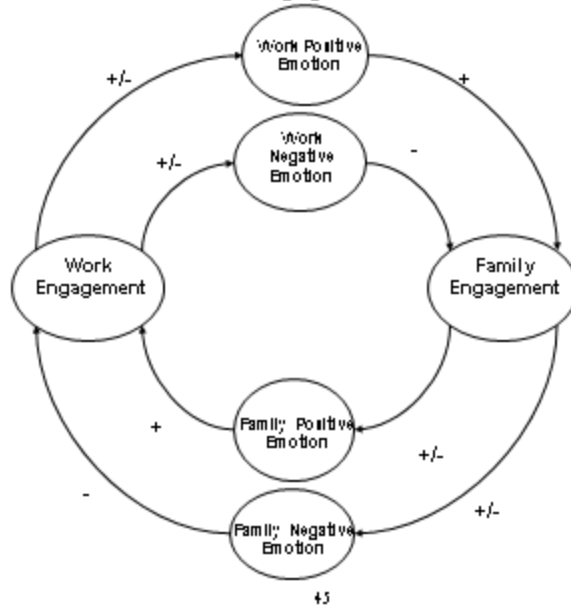 Work Positive
Emotion
+/-
+
Work
Negative
Emotion
+/-
-
Work
Engagement
Family
Engagement
Family Positive
Emotion
+
+/-
Family Negative
Emotion
-
+/-
45